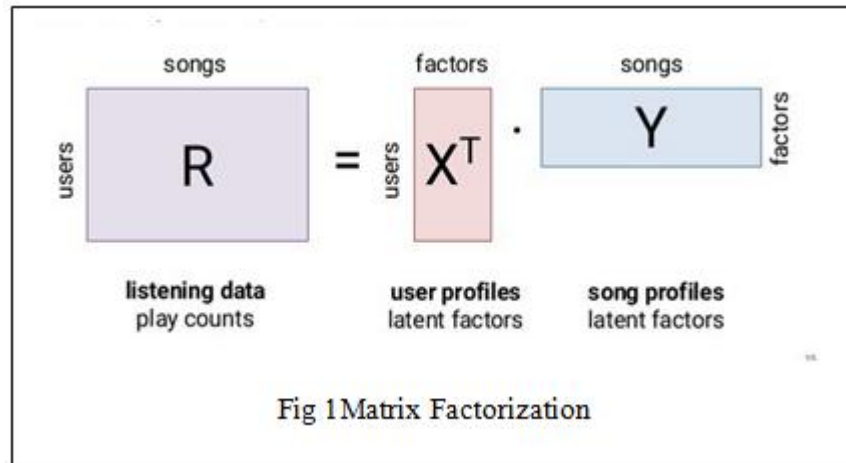 songs factors songs
users R = users X^T · Y factors
listening data user profiles song profiles
play counts latent factors latent factors
Fig 1Matrix Factorization